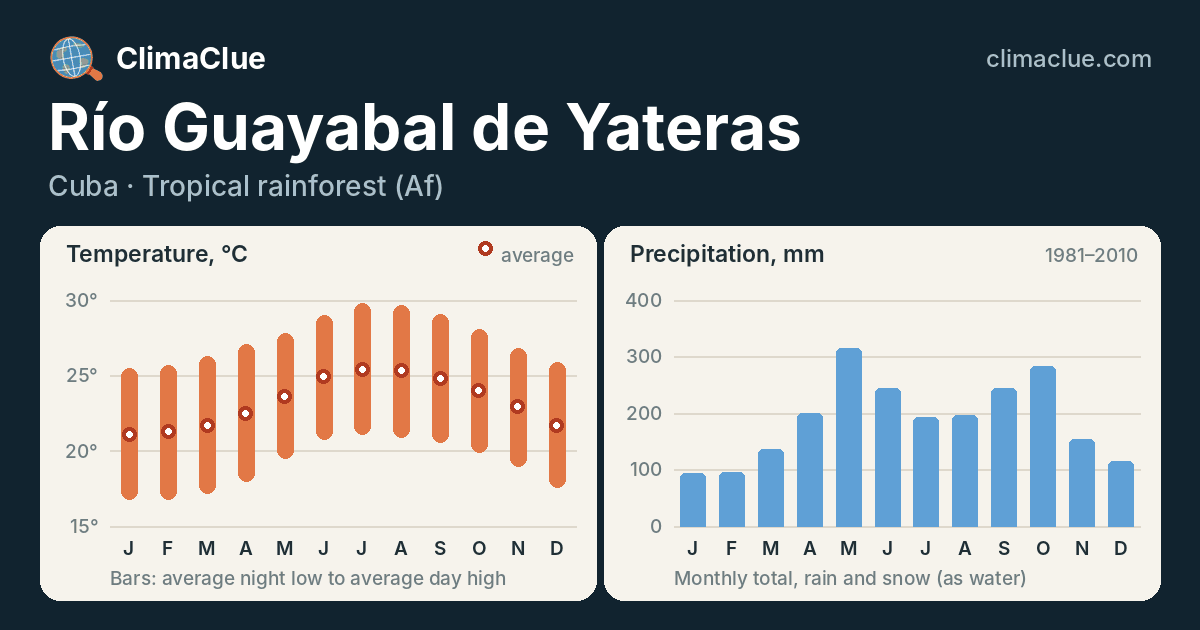 ClimaClue
climaclue.com
Río Guayabal de Yateras
Cuba · Tropical rainforest (Af)
Temperature, °C
average
30°
25°
20°
15°
J F M A M J J A S O N D
Bars: average night low to average day high
Precipitation, mm
1981–2010
400
300
200
100
0
J F M A M J J A S O N D
Monthly total, rain and snow (as water)